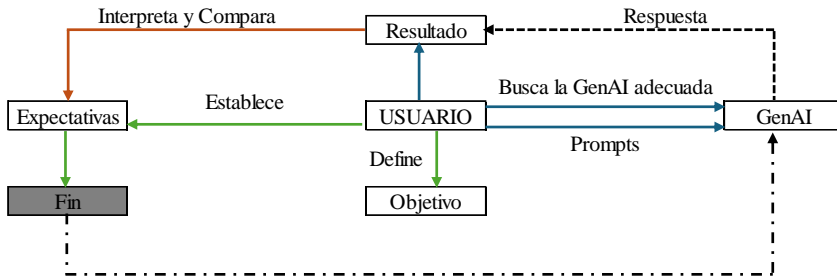 Interpreta y Compara
Resultado
Respuesta
Expectativas
Establece
USUARIO
Busca la GenAI adecuada
GenAI
Prompts
Define
Fin
Objetivo